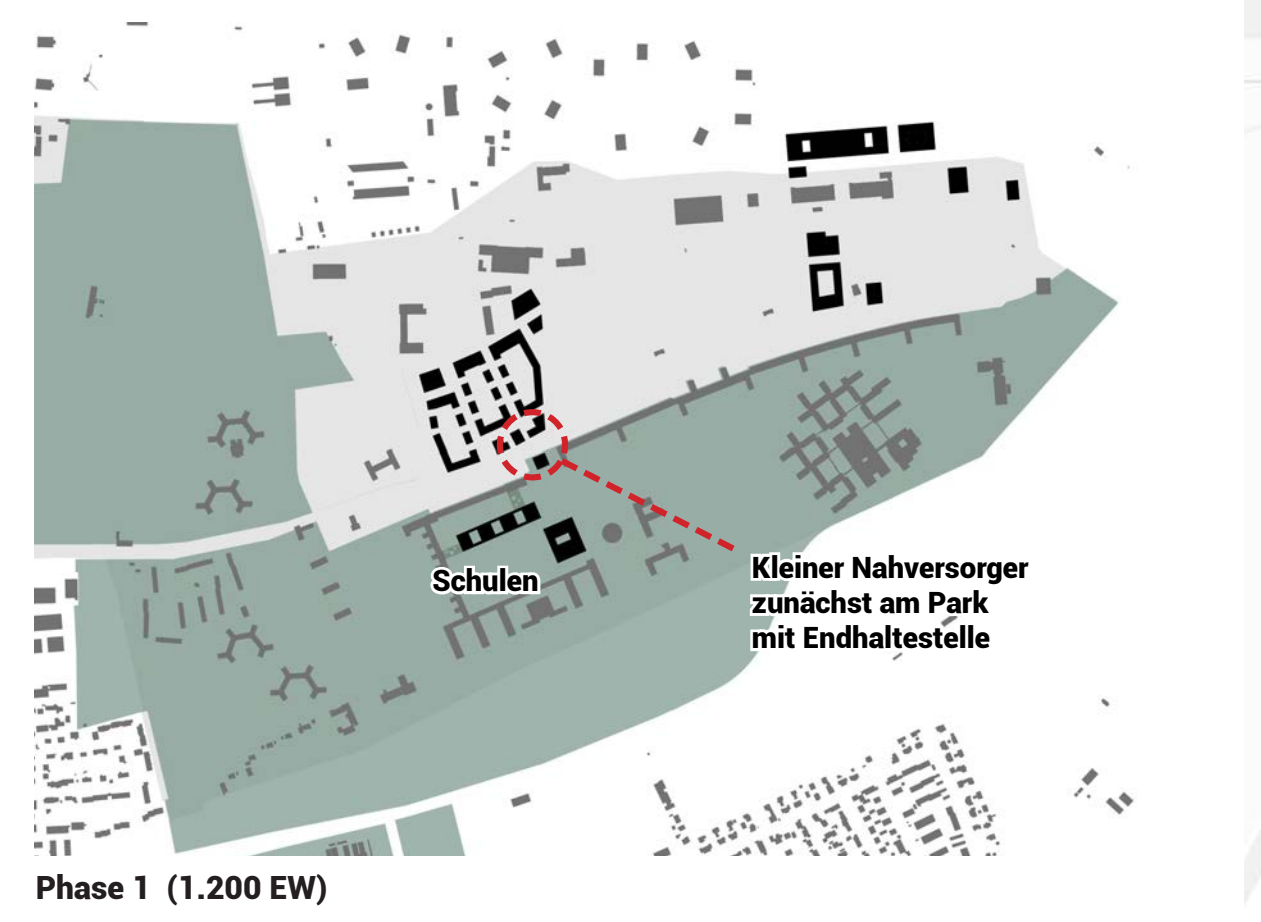 Schulen
Kleiner Nahversorger
zunächst am Park
mit Endhaltestelle
Phase 1 (1.200 EW)